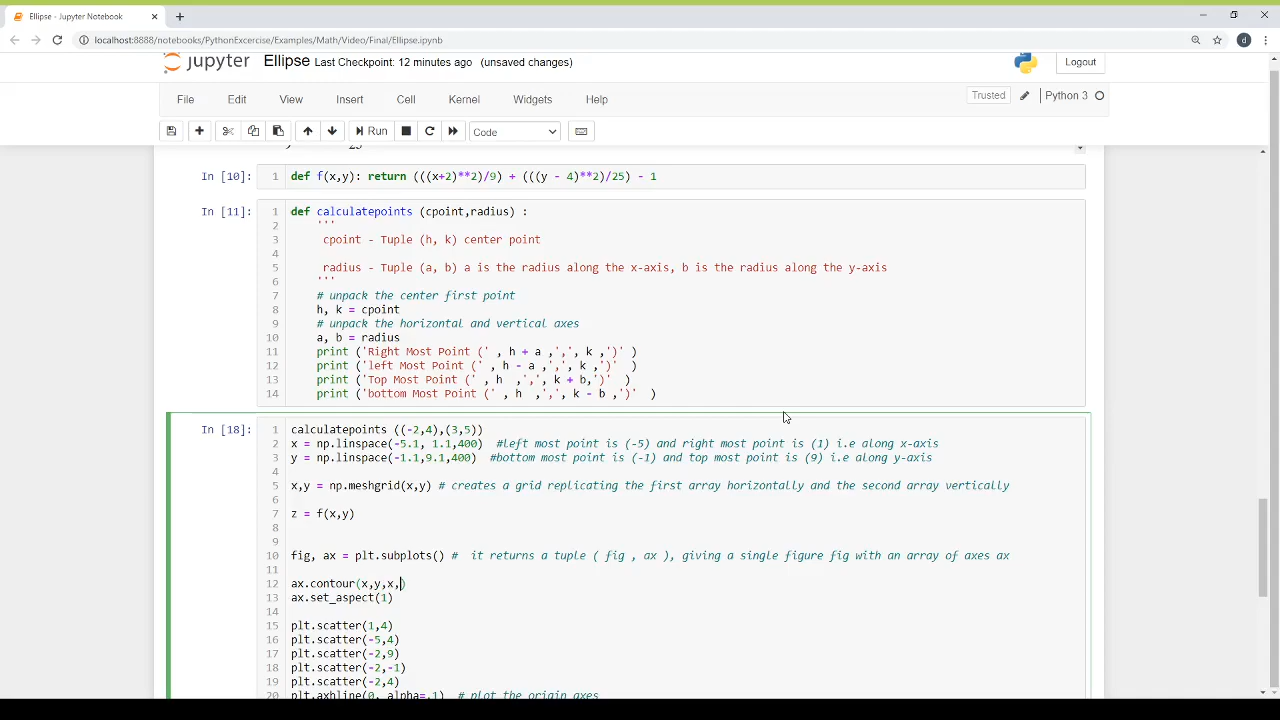 Ellipse - Jupyter Notebook
localhost:8888/notebooks/PythonExcercise/Examples/Math/Video/Final/Ellipse.ipynb
d
jupyter Ellipse Last Checkpoint: 12 minutes ago (unsaved changes)
Logout
File Edit View Insert Cell Kernel Widgets Help
Trusted Python 3
Run Code
In [10]: 1 def f(x,y): return (((x+2)**2)/9) + (((y - 4)**2)/25) - 1
In [11]: 1 def calculatepoints (cpoint,radius) :
2 '''
3 cpoint - Tuple (h, k) center point
4
5 radius - Tuple (a, b) a is the radius along the x-axis, b is the radius along the y-axis
6 '''
7 # unpack the center first point
8 h, k = cpoint
9 # unpack the horizontal and vertical axes
10 a, b = radius
11 print ('Right Most Point (' , h + a ,',', k ,')' )
12 print ('left Most Point (' , h - a ,',', k ,')' )
13 print ('Top Most Point (' , h ,',', k + b,')' )
14 print ('bottom Most Point (' , h ,',', k - b ,')' )
In [18]: 1 calculatepoints ((-2,4),(3,5))
2 x = np.linspace(-5.1, 1.1,400) #left most point is (-5) and right most point is (1) i.e along x-axis
3 y = np.linspace(-1.1,9.1,400) #bottom most point is (-1) and top most point is (9) i.e along y-axis
4
5 x,y = np.meshgrid(x,y) # creates a grid replicating the first array horizontally and the second array vertically
6
7 z = f(x,y)
8
9
10 fig, ax = plt.subplots() # it returns a tuple ( fig , ax ), giving a single figure fig with an array of axes ax
11
12 ax.contour(x,y,x,)
13 ax.set_aspect(1)
14
15 plt.scatter(1,4)
16 plt.scatter(-5,4)
17 plt.scatter(-2,9)
18 plt.scatter(-2,-1)
19 plt.scatter(-2,4)
20 plt.axhline(0, alpha=.1) # plot the origin axes